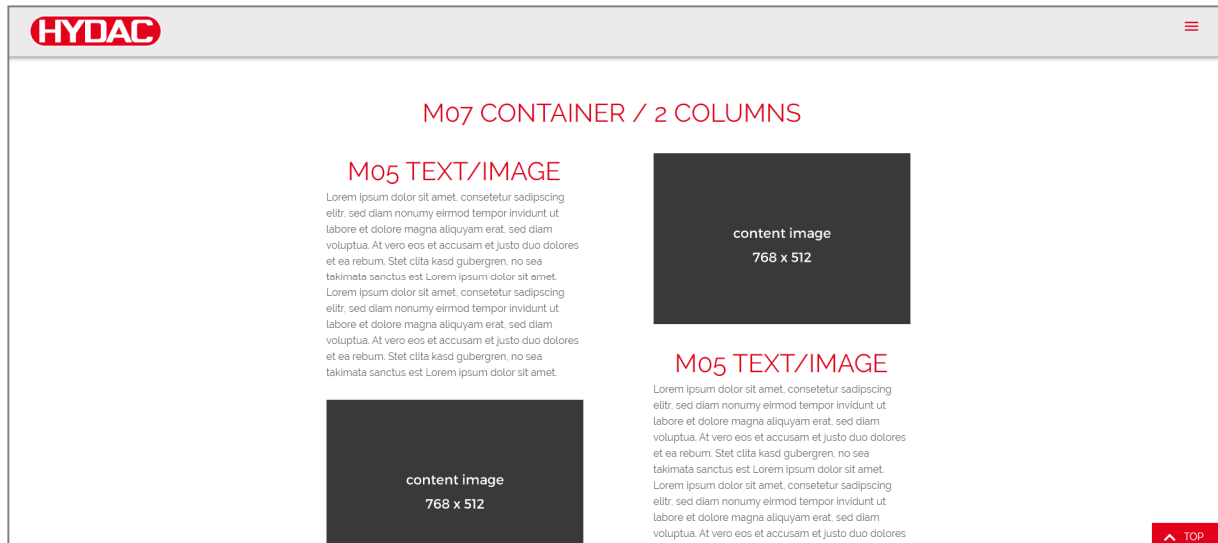 HYDAC
M07 CONTAINER / 2 COLUMNS
M05 TEXT/IMAGE
Lorem ipsum dolor sit amet, consetetur sadipscing
elitr, sed diam nonumy eirmod tempor invidunt ut
labore et dolore magna aliquyam erat, sed diam
voluptua. At vero eos et accusam et justo duo dolores
et ea rebum. Stet clita kasd gubergren, no sea
takimata sanctus est Lorem ipsum dolor sit amet.
Lorem ipsum dolor sit amet, consetetur sadipscing
elitr, sed diam nonumy eirmod tempor invidunt ut
labore et dolore magna aliquyam erat, sed diam
voluptua. At vero eos et accusam et justo duo dolores
et ea rebum. Stet clita kasd gubergren, no sea
takimata sanctus est Lorem ipsum dolor sit amet.
content image
768 x 512
content image
768 x 512
M05 TEXT/IMAGE
Lorem ipsum dolor sit amet, consetetur sadipscing
elitr, sed diam nonumy eirmod tempor invidunt ut
labore et dolore magna aliquyam erat, sed diam
voluptua. At vero eos et accusam et justo duo dolores
et ea rebum. Stet clita kasd gubergren, no sea
takimata sanctus est Lorem ipsum dolor sit amet.
Lorem ipsum dolor sit amet, consetetur sadipscing
elitr, sed diam nonumy eirmod tempor invidunt ut
labore et dolore magna aliquyam erat, sed diam
voluptua. At vero eos et accusam et justo duo dolores
TOP